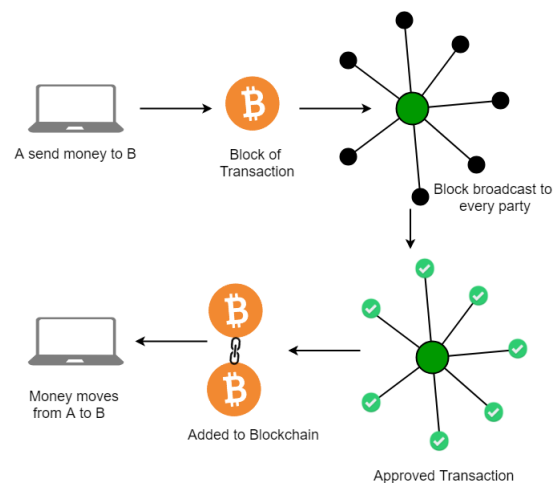 A send money to B
Block of
Transaction
Block broadcast to
every party
Money moves
from A to B
Added to Blockchain
Approved Transaction